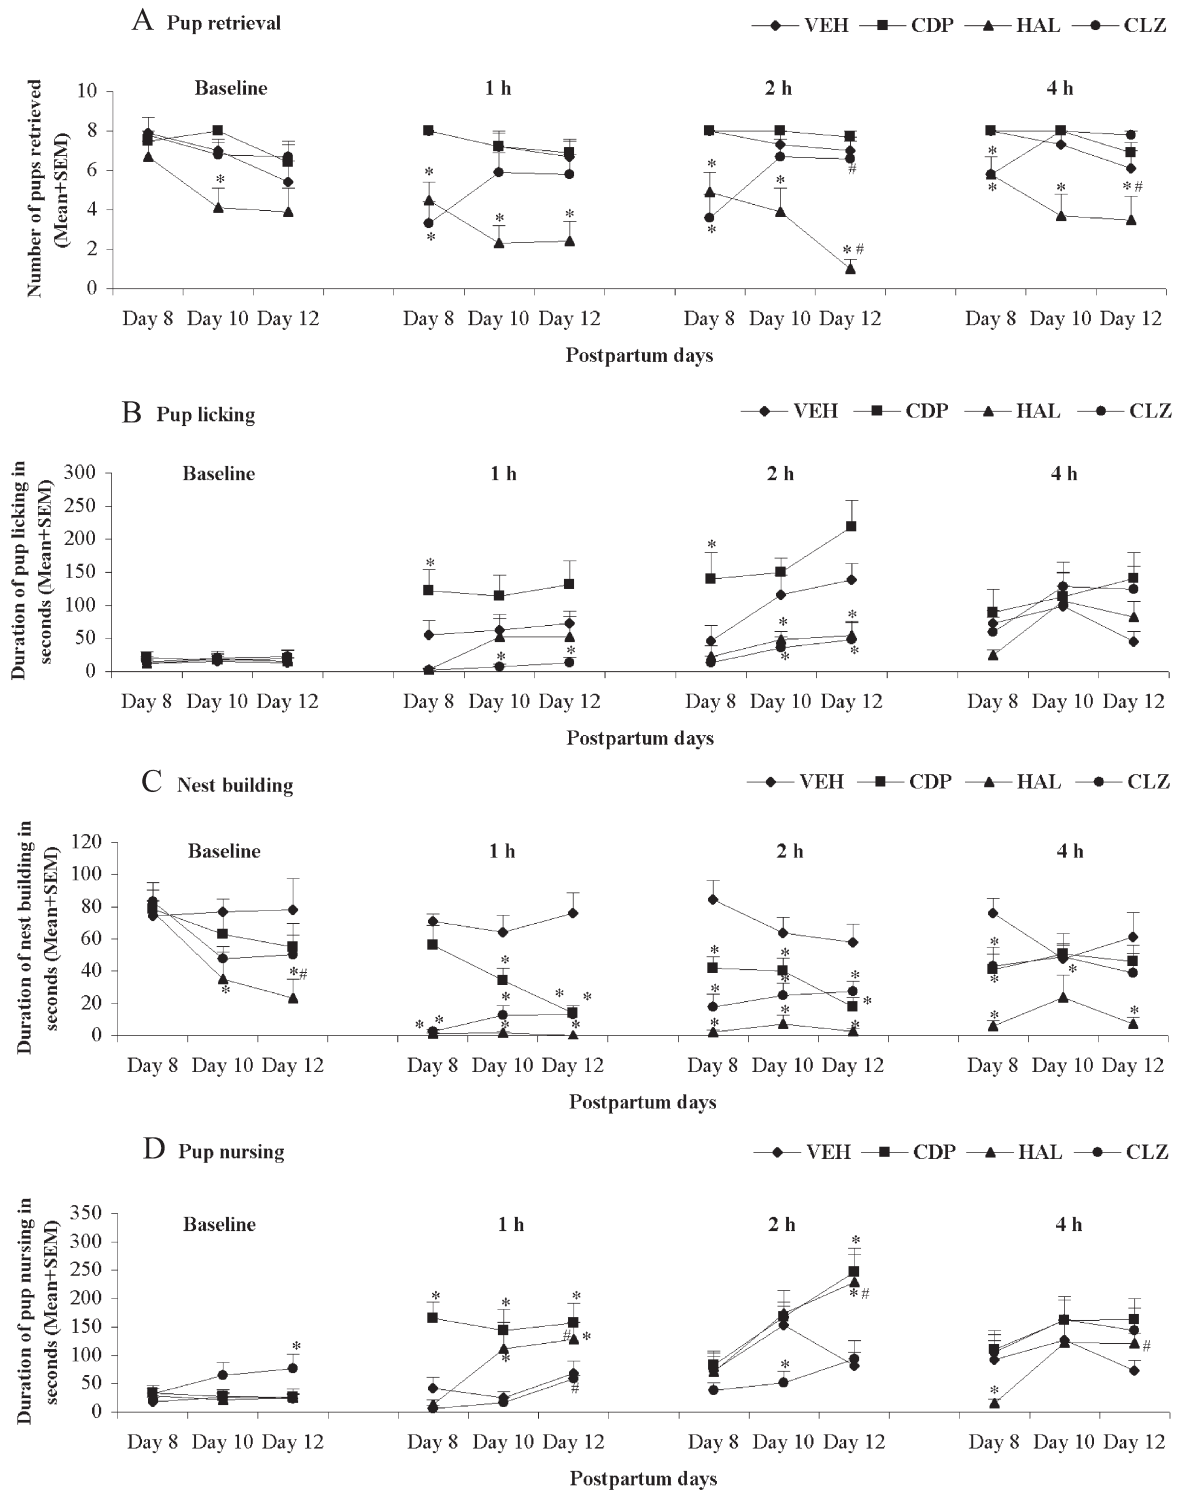 A Pup retrieval
VEH CDP HAL CLZ
Number of pups retrieved
(Mean+SEM)
10
8
6
4
2
0
Baseline 1 h 2 h 4 h
* * * * * * * * # * # * * * * #
Day 8 Day 10 Day 12 Day 8 Day 10 Day 12 Day 8 Day 10 Day 12 Day 8 Day 10 Day 12
Postpartum days
B Pup licking
VEH CDP HAL CLZ
Duration of pup licking in
seconds (Mean+SEM)
300
250
200
150
100
50
0
Baseline 1 h 2 h 4 h
* * * * * * * *
Day 8 Day 10 Day 12 Day 8 Day 10 Day 12 Day 8 Day 10 Day 12 Day 8 Day 10 Day 12
Postpartum days
C Nest building
VEH CDP HAL CLZ
Duration of nest building in
seconds (Mean+SEM)
120
100
80
60
40
20
0
Baseline 1 h 2 h 4 h
* *# * * * * * * * * * * * * * * * * * * * * * *
Day 8 Day 10 Day 12 Day 8 Day 10 Day 12 Day 8 Day 10 Day 12 Day 8 Day 10 Day 12
Postpartum days
D Pup nursing
VEH CDP HAL CLZ
Duration of pup nursing in
seconds (Mean+SEM)
350
300
250
200
150
100
50
0
Baseline 1 h 2 h 4 h
* * * * * # * # * * * # * #
Day 8 Day 10 Day 12 Day 8 Day 10 Day 12 Day 8 Day 10 Day 12 Day 8 Day 10 Day 12
Postpartum days